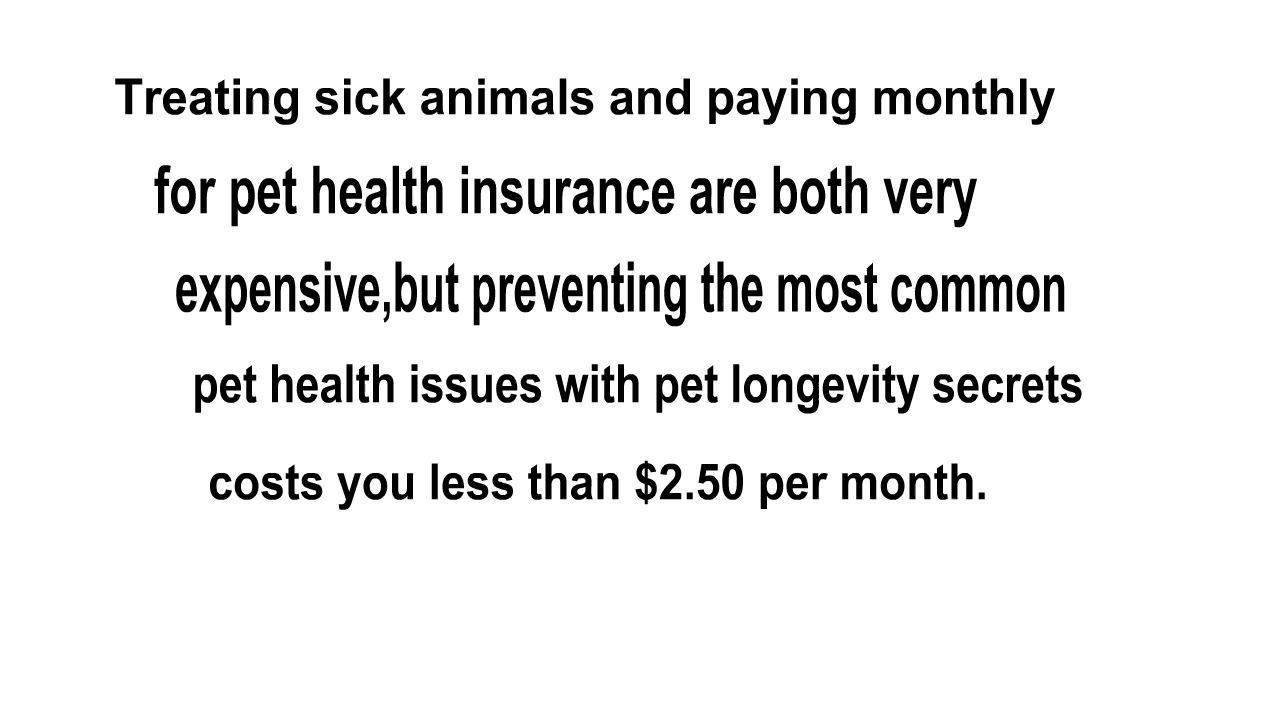 Treating sick animals and paying monthly
for pet health insurance are both very
expensive,but preventing the most common
pet health issues with pet longevity secrets
costs you less than $2.50 per month.